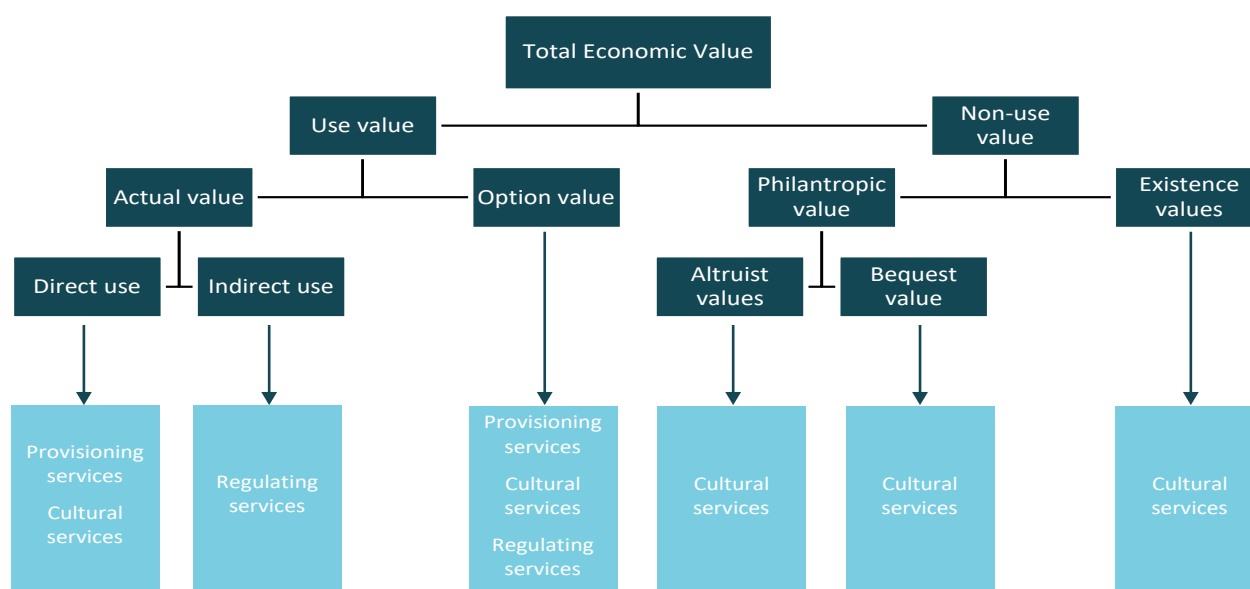 Total Economic Value
Use value
Non-use
value
Actual value
Option value
Philantropic
value
Existence
values
Direct use
Indirect use
Altruist
values
Bequest
value
Provisioning
services
Cultural
services
Regulating
services
Provisioning
services
Cultural
services
Regulating
services
Cultural
services
Cultural
services
Cultural
services